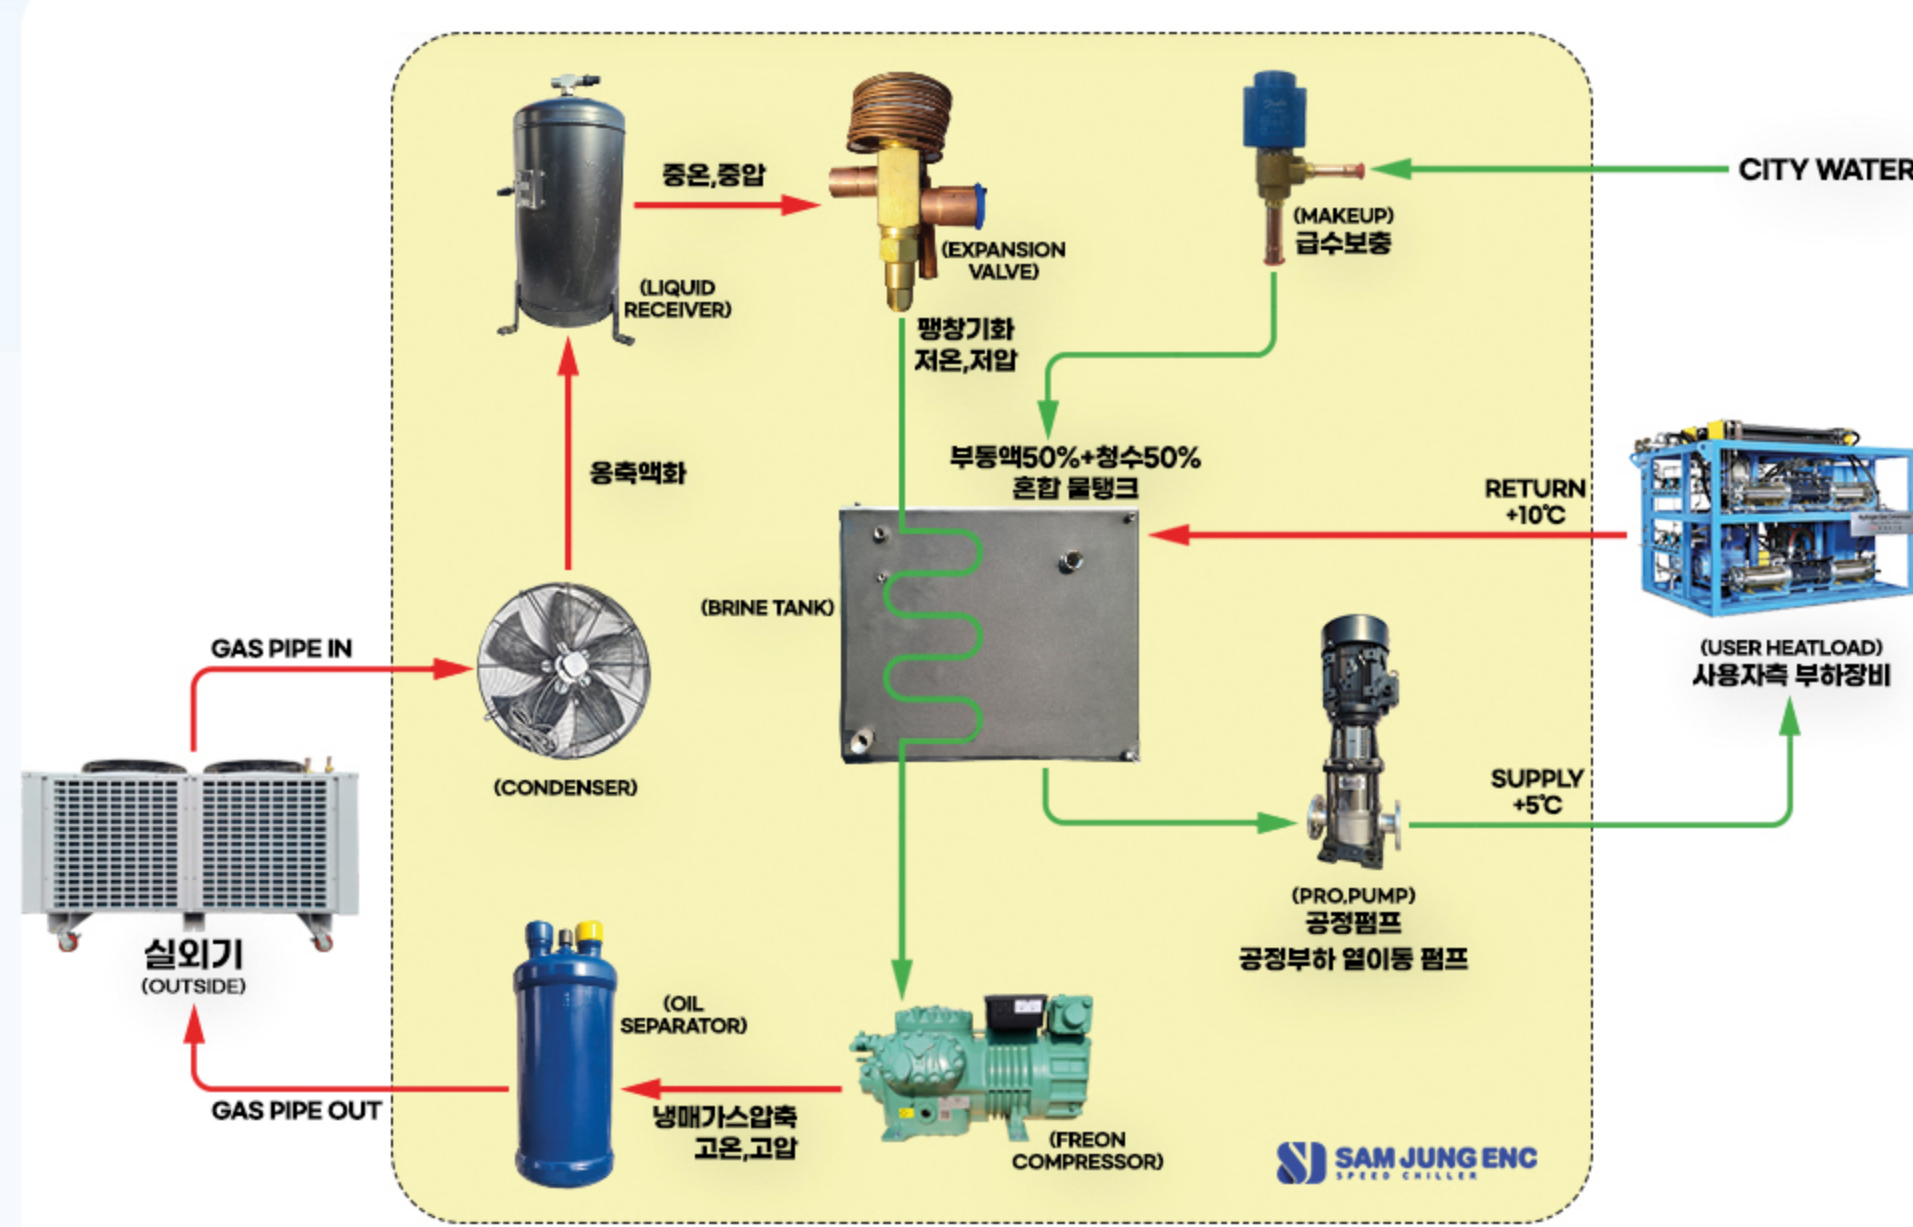 중온,중압
CITY WATER
(MAKEUP)
급수보충
(EXPANSION
VALVE)
(LIQUID
RECEIVER)
팽창기화
저온,저압
응축액화
부동액50%+청수50%
혼합 물탱크
RETURN
+10℃
(BRINE TANK)
GAS PIPE IN
(USER HEATLOAD)
사용자측 부하장비
(CONDENSER)
SUPPLY
+5℃
(PRO,PUMP)
공정펌프
공정부하 열이동 펌프
실외기
(OUTSIDE)
(OIL
SEPARATOR)
GAS PIPE OUT
냉매가스압축
고온,고압
(FREON
COMPRESSOR)
SAM JUNG ENC
SPEED CHILLER